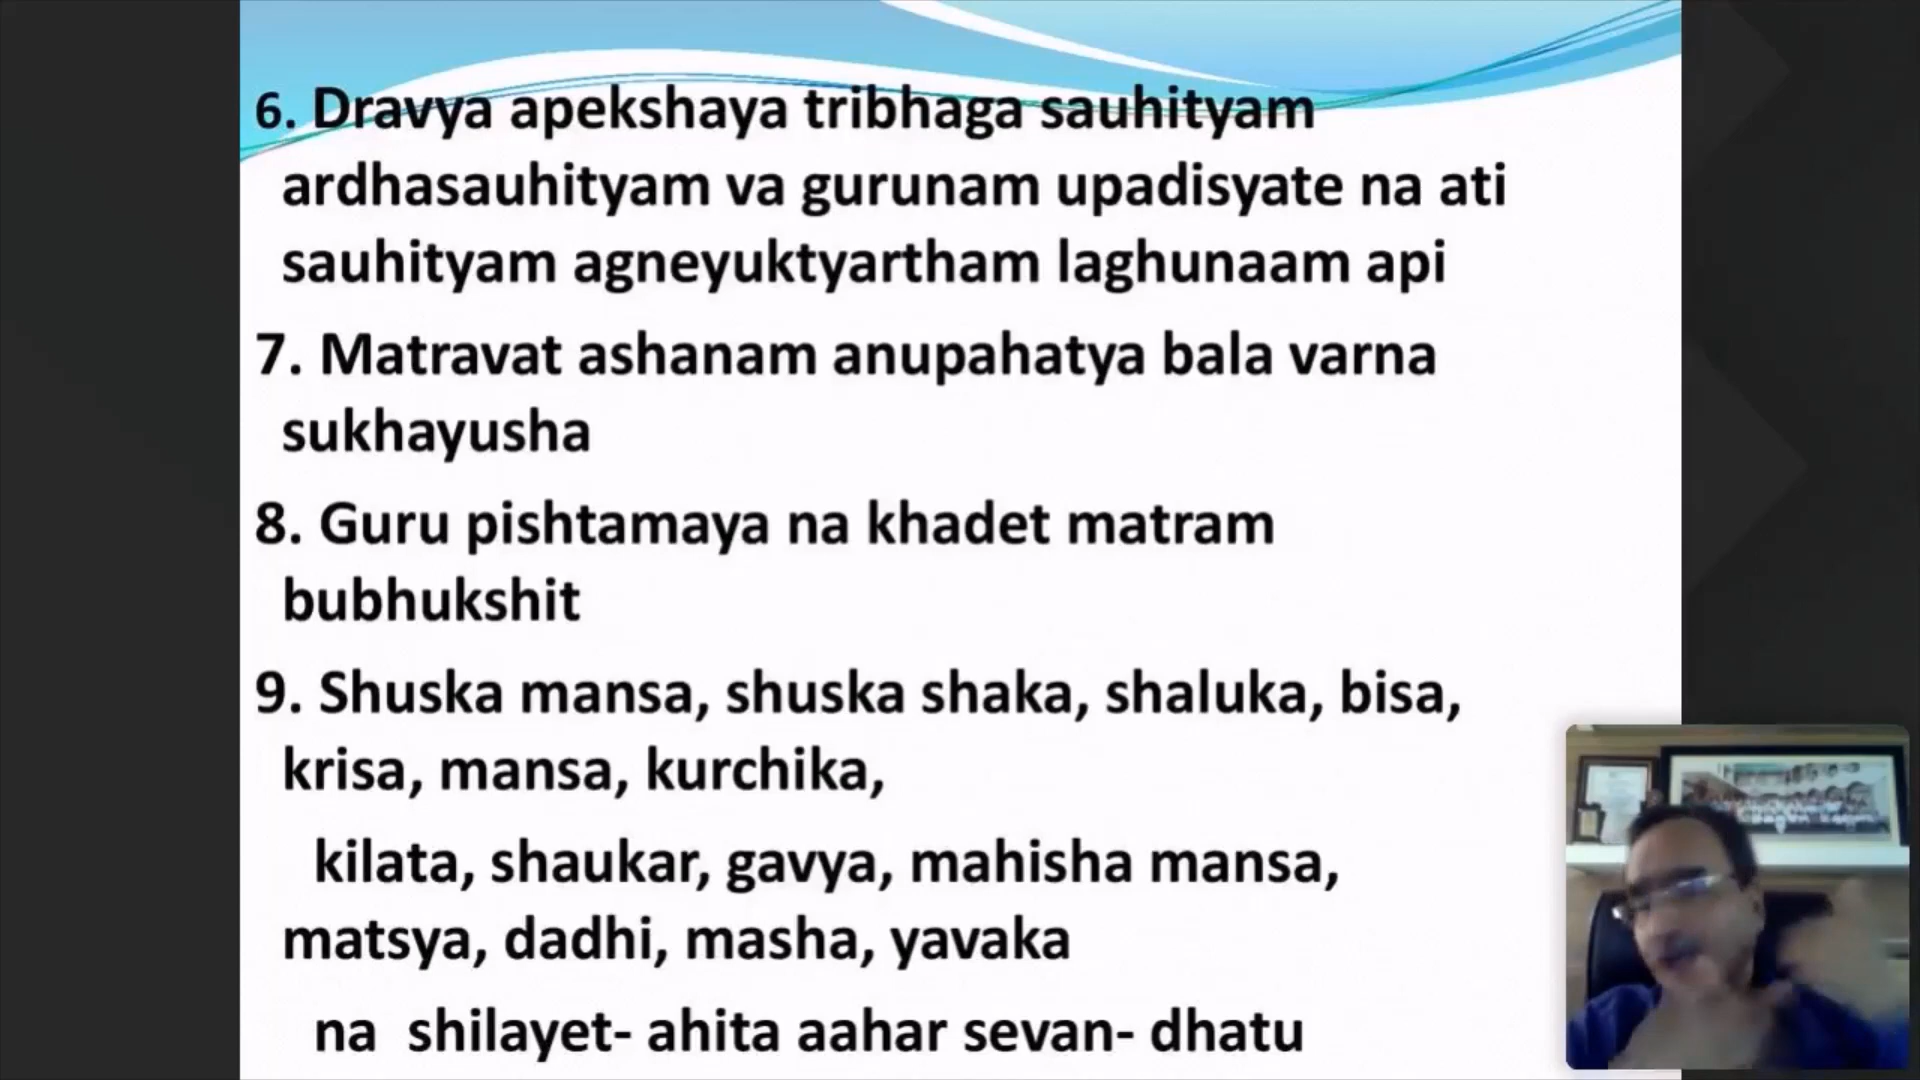 6. Dravya apekshaya tribhaga sauhityam
ardhasauhityam va gurunam upadisyate na ati
sauhityam agneyuktyartham laghunaam api
7. Matravat ashanam anupahatya bala varna
sukhayusha
8. Guru pishtamaya na khadet matram
bubhukshit
9. Shuska mansa, shuska shaka, shaluka, bisa,
krisa, mansa, kurchika,
kilata, shaukar, gavya, mahisha mansa,
matsya, dadhi, masha, yavaka
na shilayet- ahita aahar sevan- dhatu